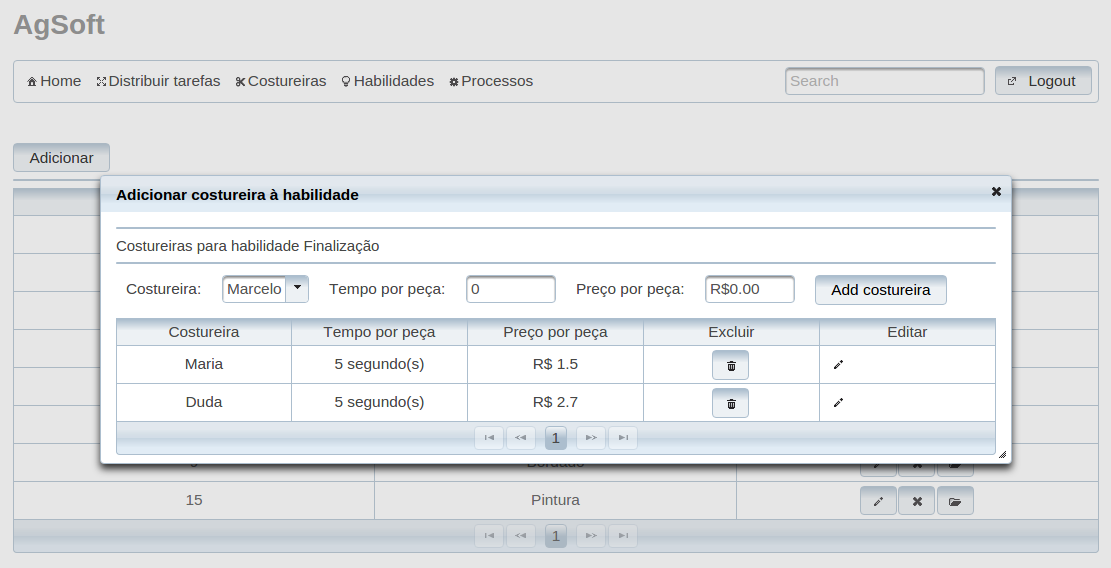 AgSoft
Home Distribuir tarefas Costureiras Habilidades Processos Search Logout
Adicionar
Adicionar costureira à habilidade
Costureiras para habilidade Finalização
Costureira: Marcelo Tempo por peça: 0 Preço por peça: R$0.00 Add costureira
Costureira Tempo por peça Preço por peça Excluir Editar
Maria 5 segundo(s) R$ 1.5
Duda 5 segundo(s) R$ 2.7
1
15 Pintura
1